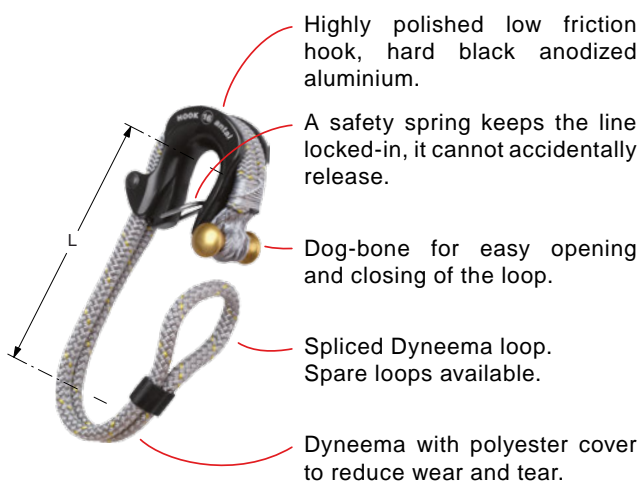 Highly polished low friction
hook, hard black anodized
aluminium.
HOOK 16 antal
A safety spring keeps the line
locked-in, it cannot accidentally
release.
L
Dog-bone for easy opening
and closing of the loop.
Spliced Dyneema loop.
Spare loops available.
Dyneema with polyester cover
to reduce wear and tear.